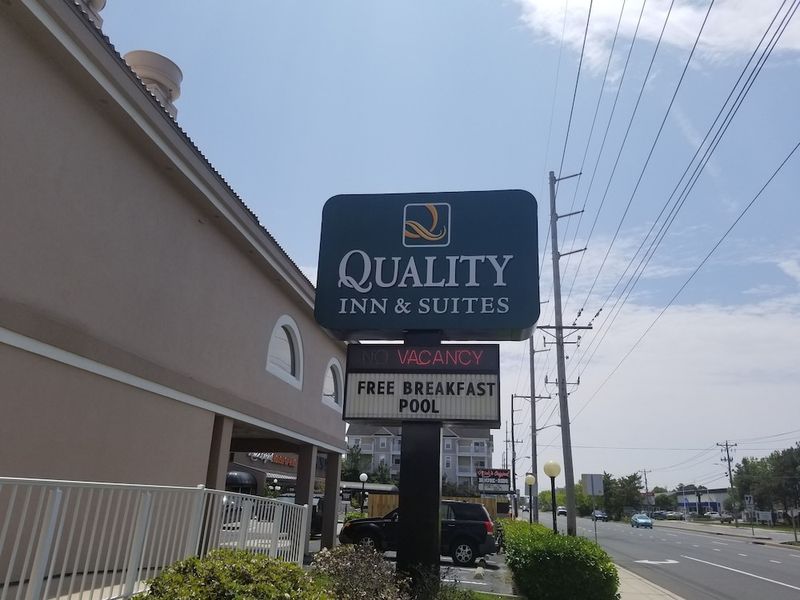 QUALITY
INN & SUITES
NO VACANCY
FREE BREAKFAST
POOL